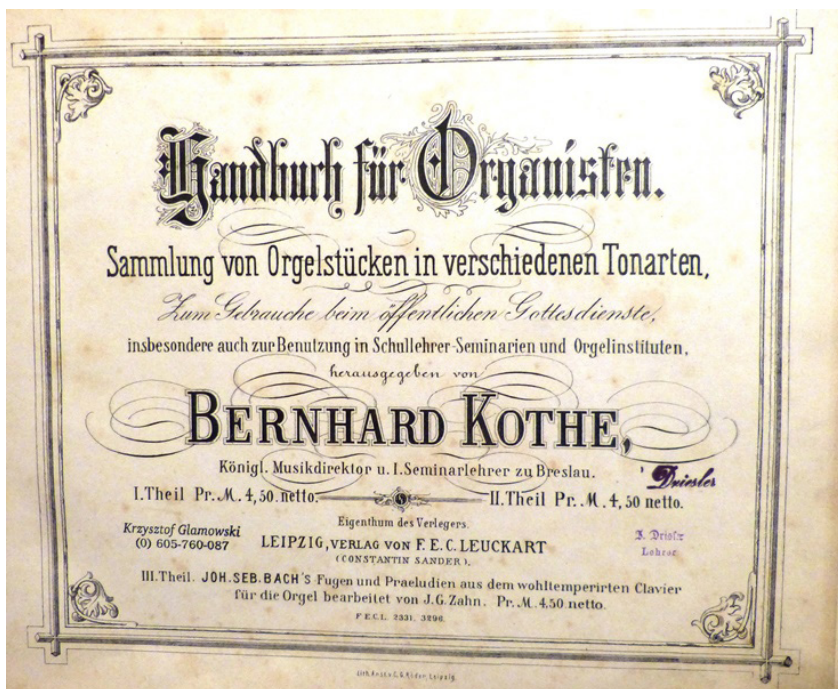 Handbuch für Organisten.
Sammlung von Orgelstücken in verschiedenen Tonarten,
Zum Gebrauche beim öffentlichen Gottesdienste,
insbesondere auch zur Benutzung in Schullehrer-Seminarien und Orgelinstituten,
herausgegeben von
BERNHARD KOTHE,
Königl. Musikdirektor u. I. Seminarlehrer zu Breslau.
Driesler
I. Theil Pr. M. 4,50. netto. II. Theil Pr. M. 4,50 netto.
Eigenthum des Verlegers.
Krzysztof Glamowski
(0) 605-760-087
LEIPZIG, VERLAG VON F. E. C. LEUCKART
(CONSTANTIN SANDER).
Lehrer
III. Theil. JOH. SEB. BACH'S Fugen und Praeludien aus dem wohltemperirten Clavier
für die Orgel bearbeitet von J. G. Zahn. Pr. M. 4,50 netto.
F. E. C. L. 2331. 3296.